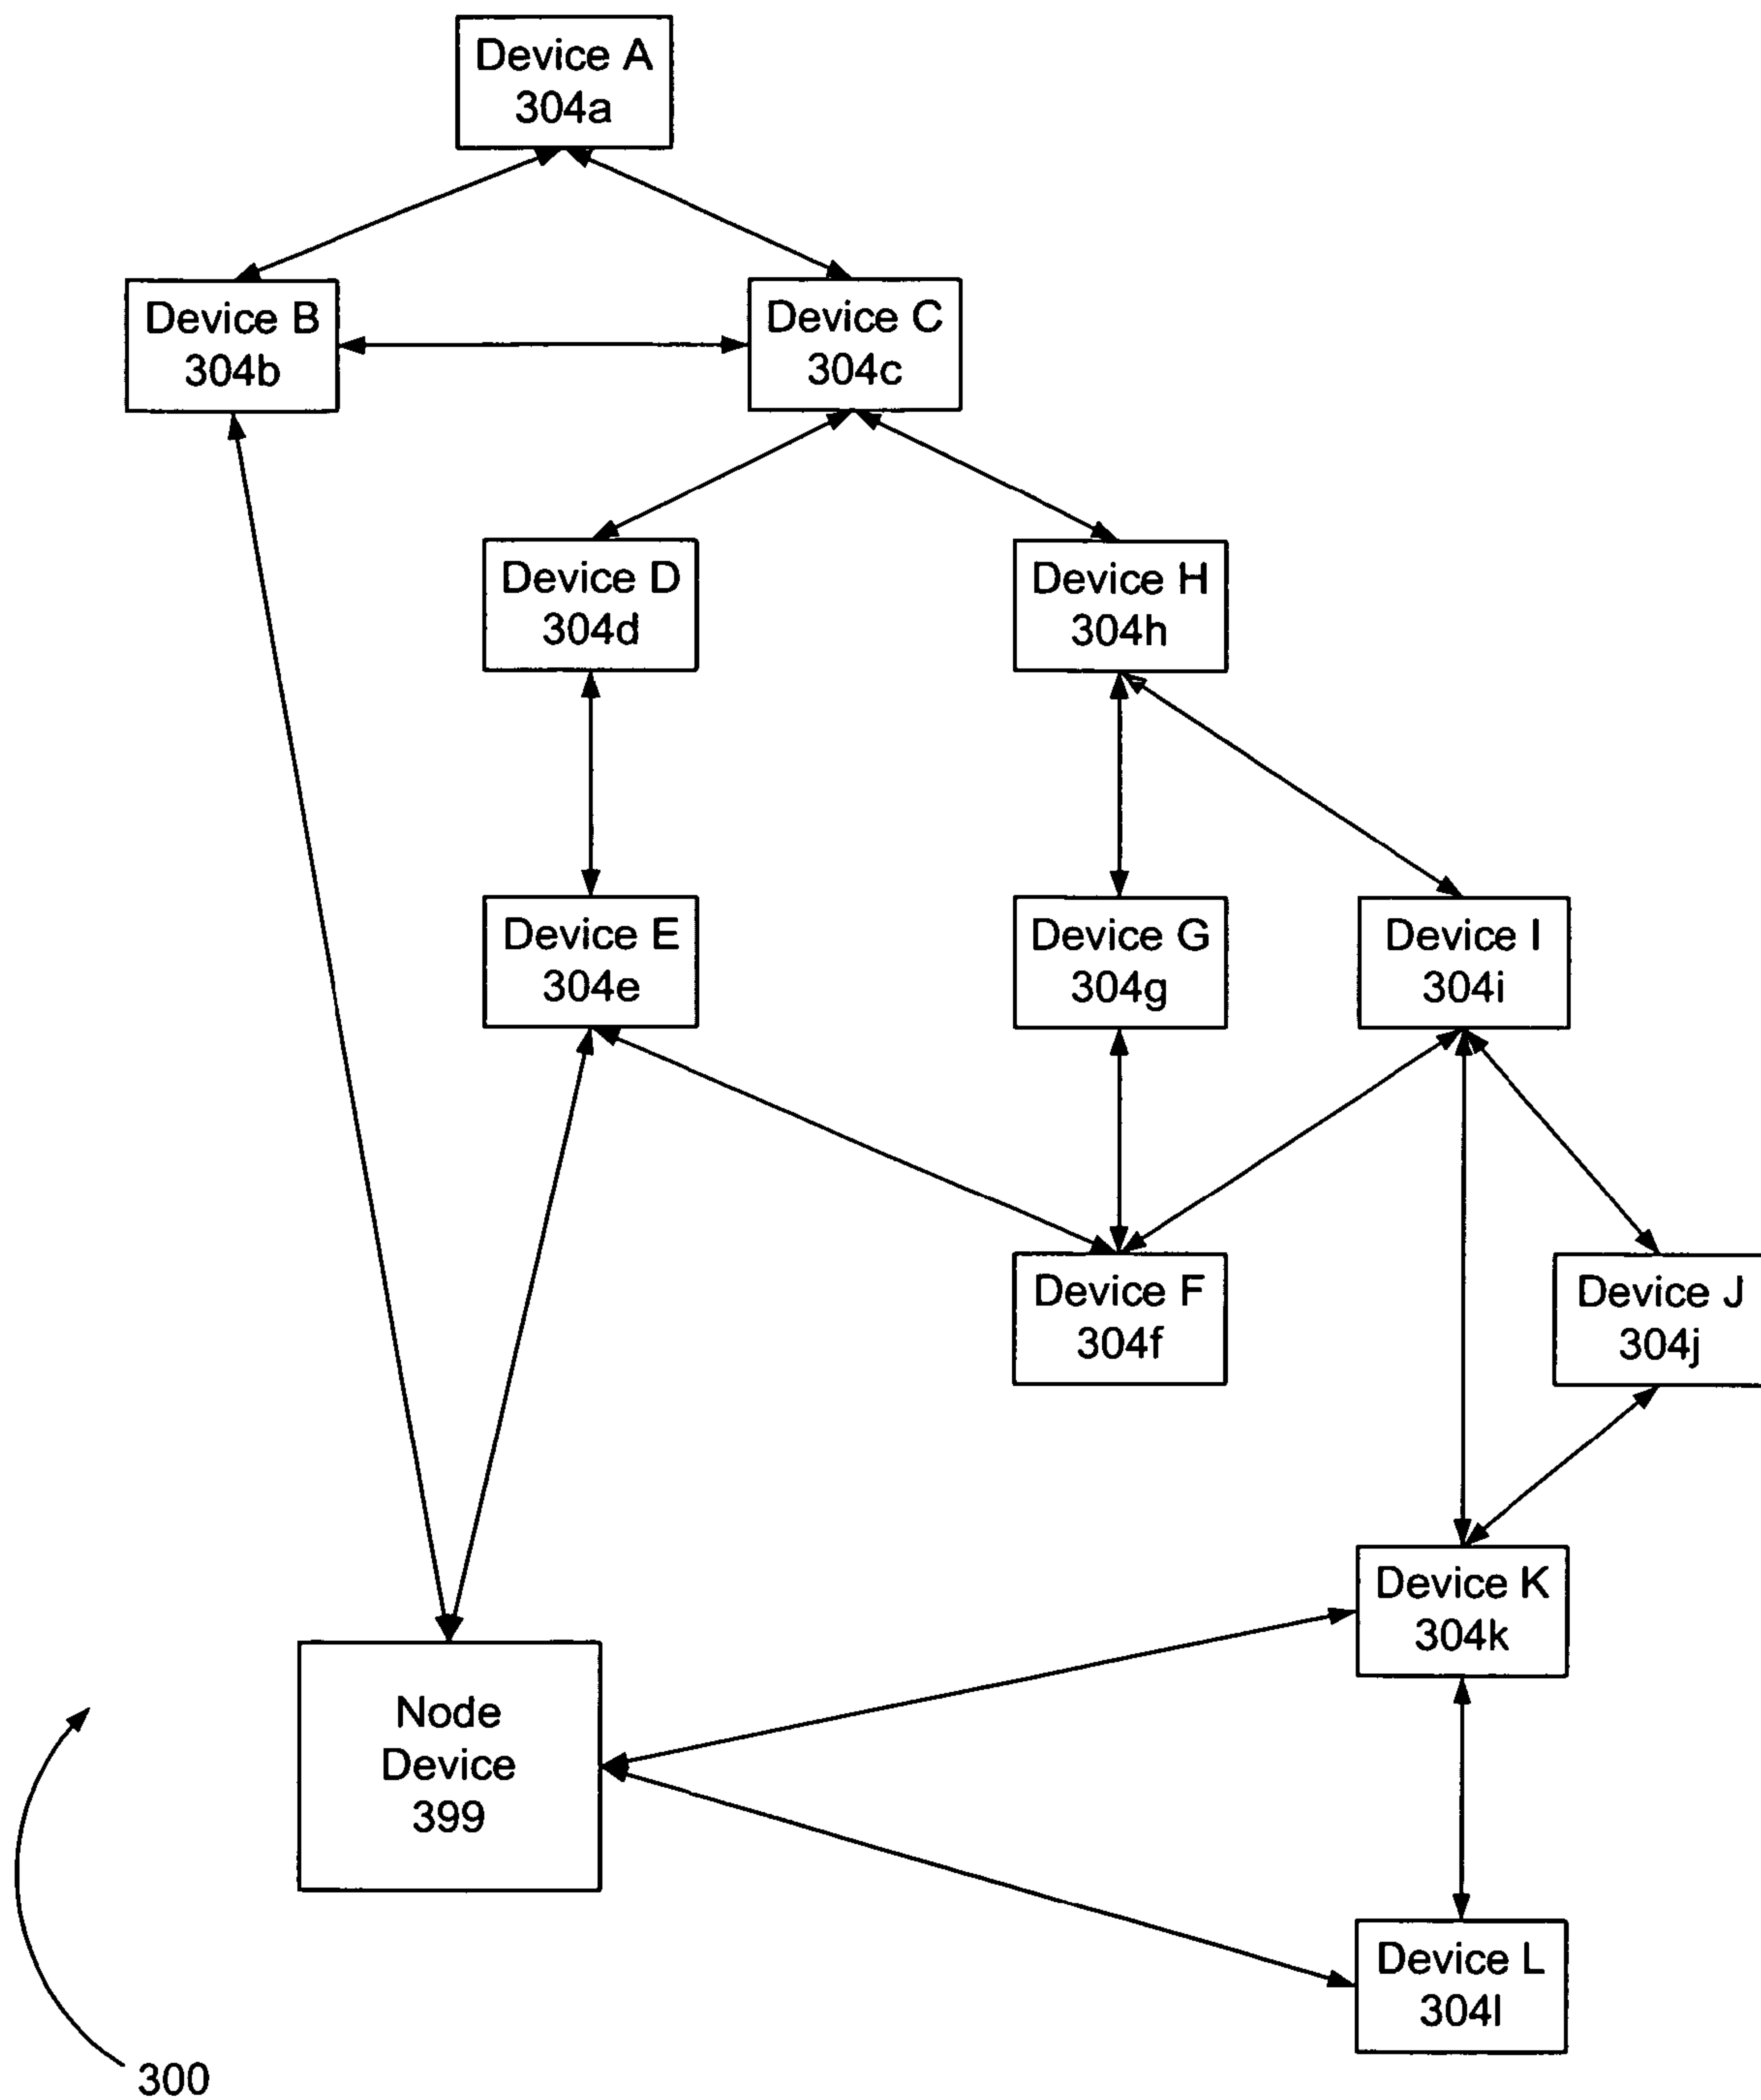 Device A
304a
Device B
304b
Device C
304c
Device D
304d
Device H
304h
Device E
304e
Device G
304g
Device I
304i
Device F
304f
Device J
304j
Device K
304k
Node
Device
399
Device L
304l
300